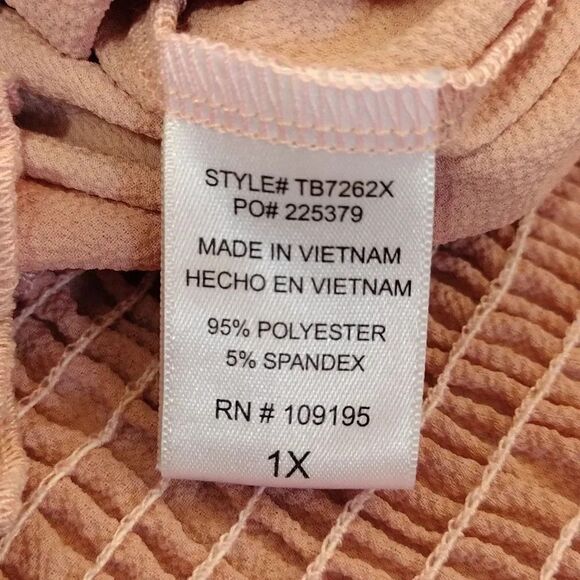 STYLE# TB7262X
PO# 225379
MADE IN VIETNAM
HECHO EN VIETNAM
95% POLYESTER
5% SPANDEX
RN # 109195
1X